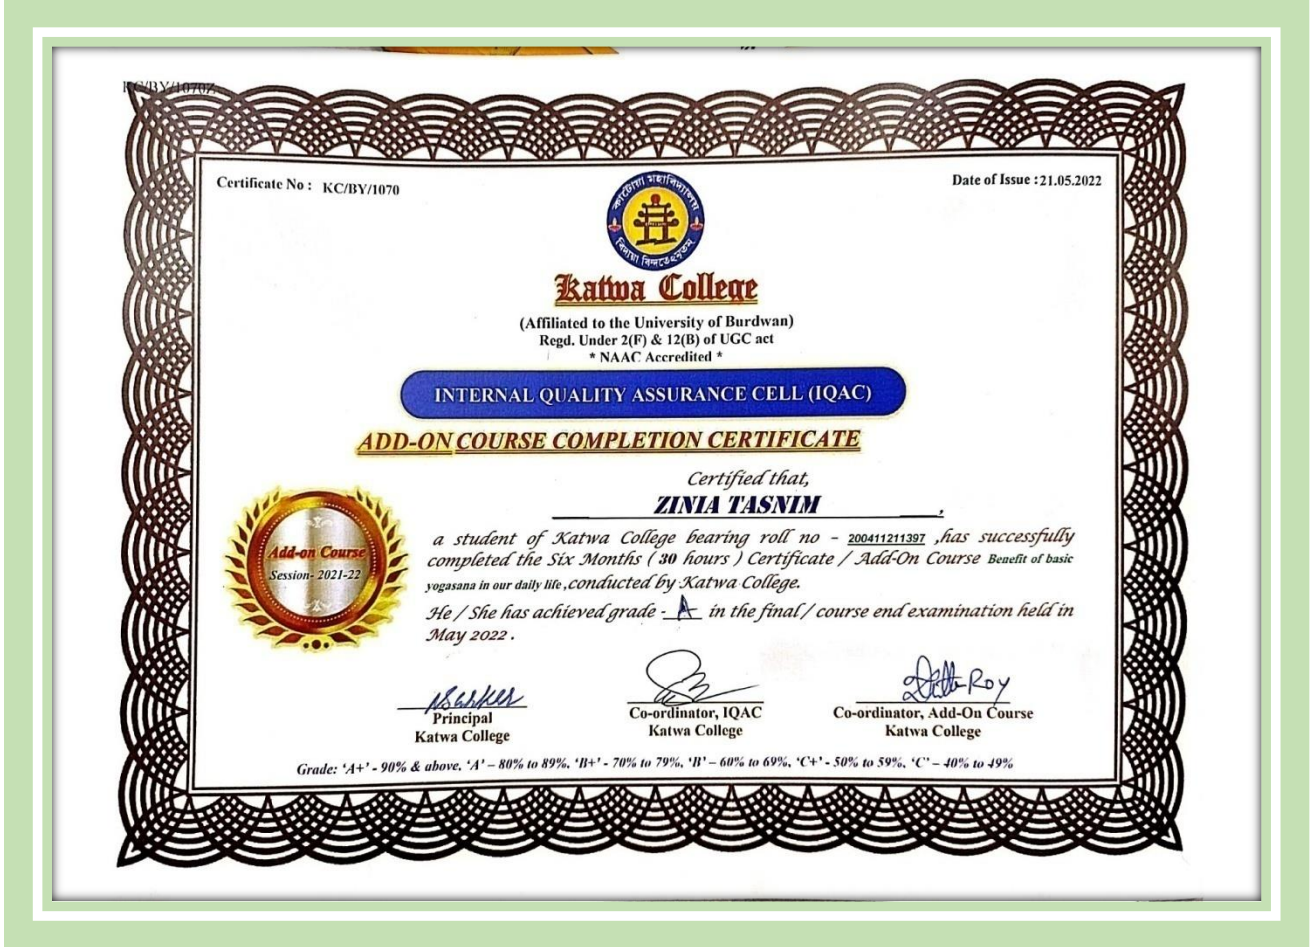 KC/BY/1070Z
Certificate No : KC/BY/1070
Date of Issue :21.05.2022
কাটোয়া মহাবিদ্যালয়
Katwa College
(Affiliated to the University of Burdwan)
Regd. Under 2(F) & 12(B) of UGC act
* NAAC Accredited *
INTERNAL QUALITY ASSURANCE CELL (IQAC)
ADD-ON COURSE COMPLETION CERTIFICATE
Certified that,
ZINIA TASNIM ,
a student of Katwa College bearing roll no - 200411211397 ,has successfully
completed the Six Months ( 30 hours ) Certificate / Add-On Course Benefit of basic
yogasana in our daily life ,conducted by Katwa College.
He / She has achieved grade - A in the final / course end examination held in
May 2022 .
Add-on Course
Session- 2021-22
Principal
Katwa College
Co-ordinator, IQAC
Katwa College
Roy
Co-ordinator, Add-On Course
Katwa College
Grade: ‘A+’ - 90% & above, ‘A’ – 80% to 89%, ‘B+’ - 70% to 79%, ‘B’ – 60% to 69%, ‘C+’ - 50% to 59%, ‘C’ – 40% to 49%